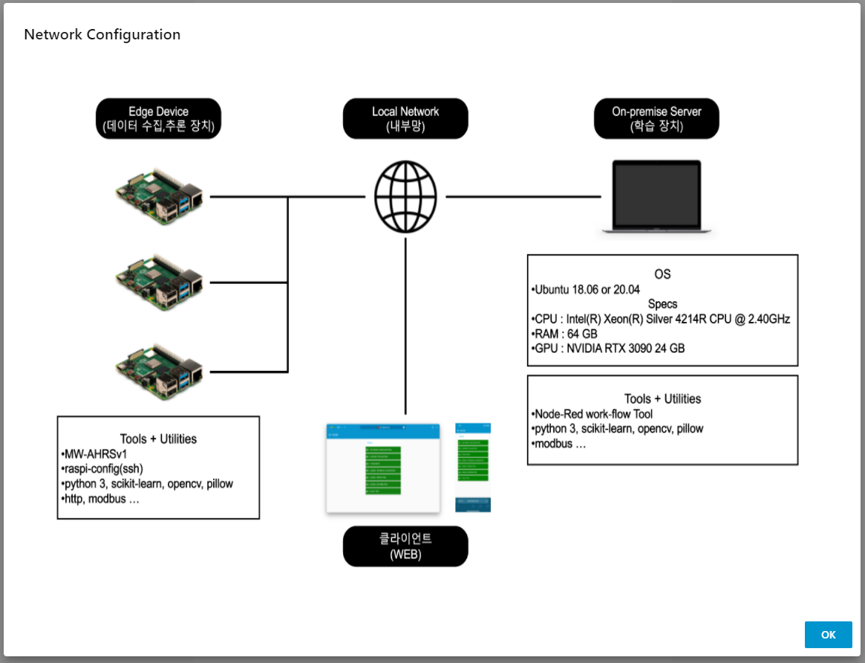 Network Configuration
Edge Device
(데이터 수집,추론 장치)
Local Network
(내부망)
On-premise Server
(학습 장치)
OS
•Ubuntu 18.06 or 20.04
Specs
•CPU : Intel(R) Xeon(R) Silver 4214R CPU @ 2.40GHz
•RAM : 64 GB
•GPU : NVIDIA RTX 3090 24 GB
Tools + Utilities
•Node-Red work-flow Tool
•python 3, scikit-learn, opencv, pillow
•modbus ...
Tools + Utilities
•MW-AHRSv1
•raspi-config(ssh)
•python 3, scikit-learn, opencv, pillow
•http, modbus ...
클라이언트
(WEB)
OK